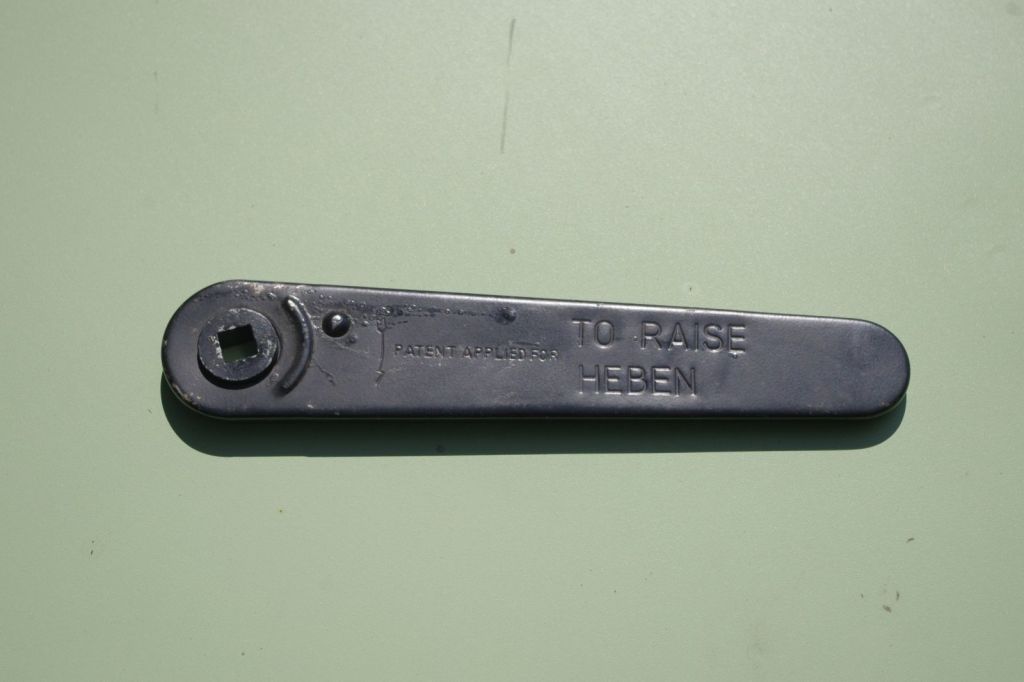 PATENT APPLIED FOR
TO RAISE
HEBEN